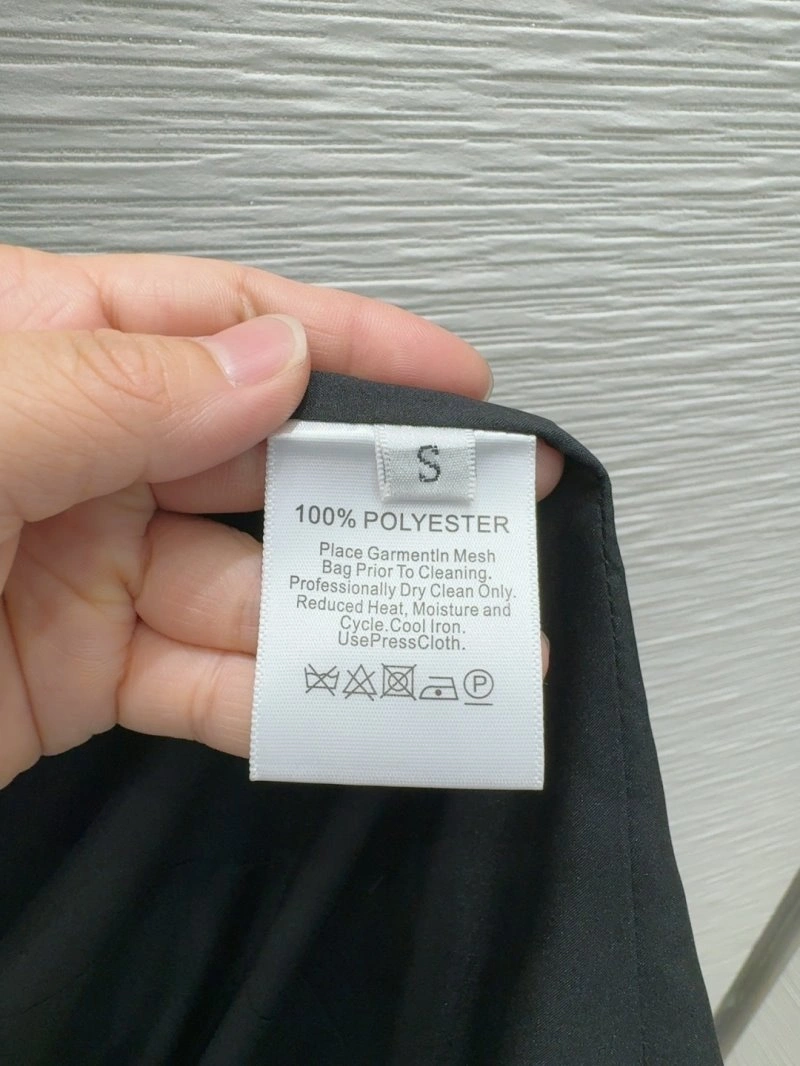 S
100% POLYESTER
Place GarmentIn Mesh
Bag Prior To Cleaning.
Professionally Dry Clean Only.
Reduced Heat, Moisture and
Cycle.Cool Iron.
UsePressCloth.
P